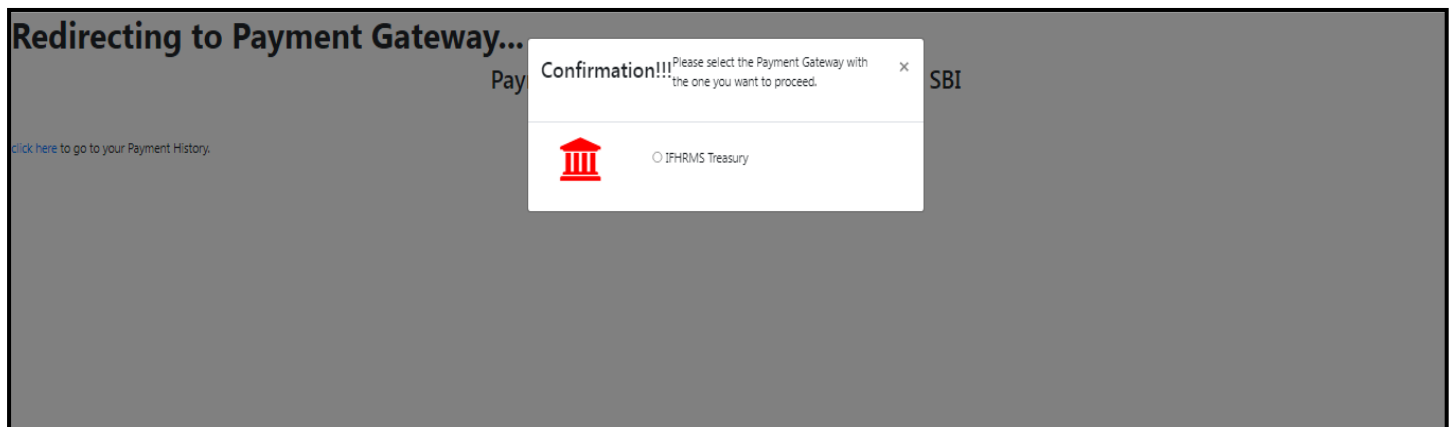 Redirecting to Payment Gateway...
Confirmation!!!
Please select the Payment Gateway with
the one you want to proceed.
×
SBI
click here to go to your Payment History.
IFHRMS Treasury